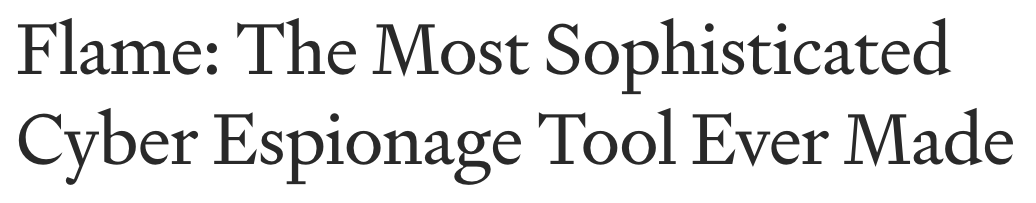 Flame: The Most Sophisticated
Cyber Espionage Tool Ever Made